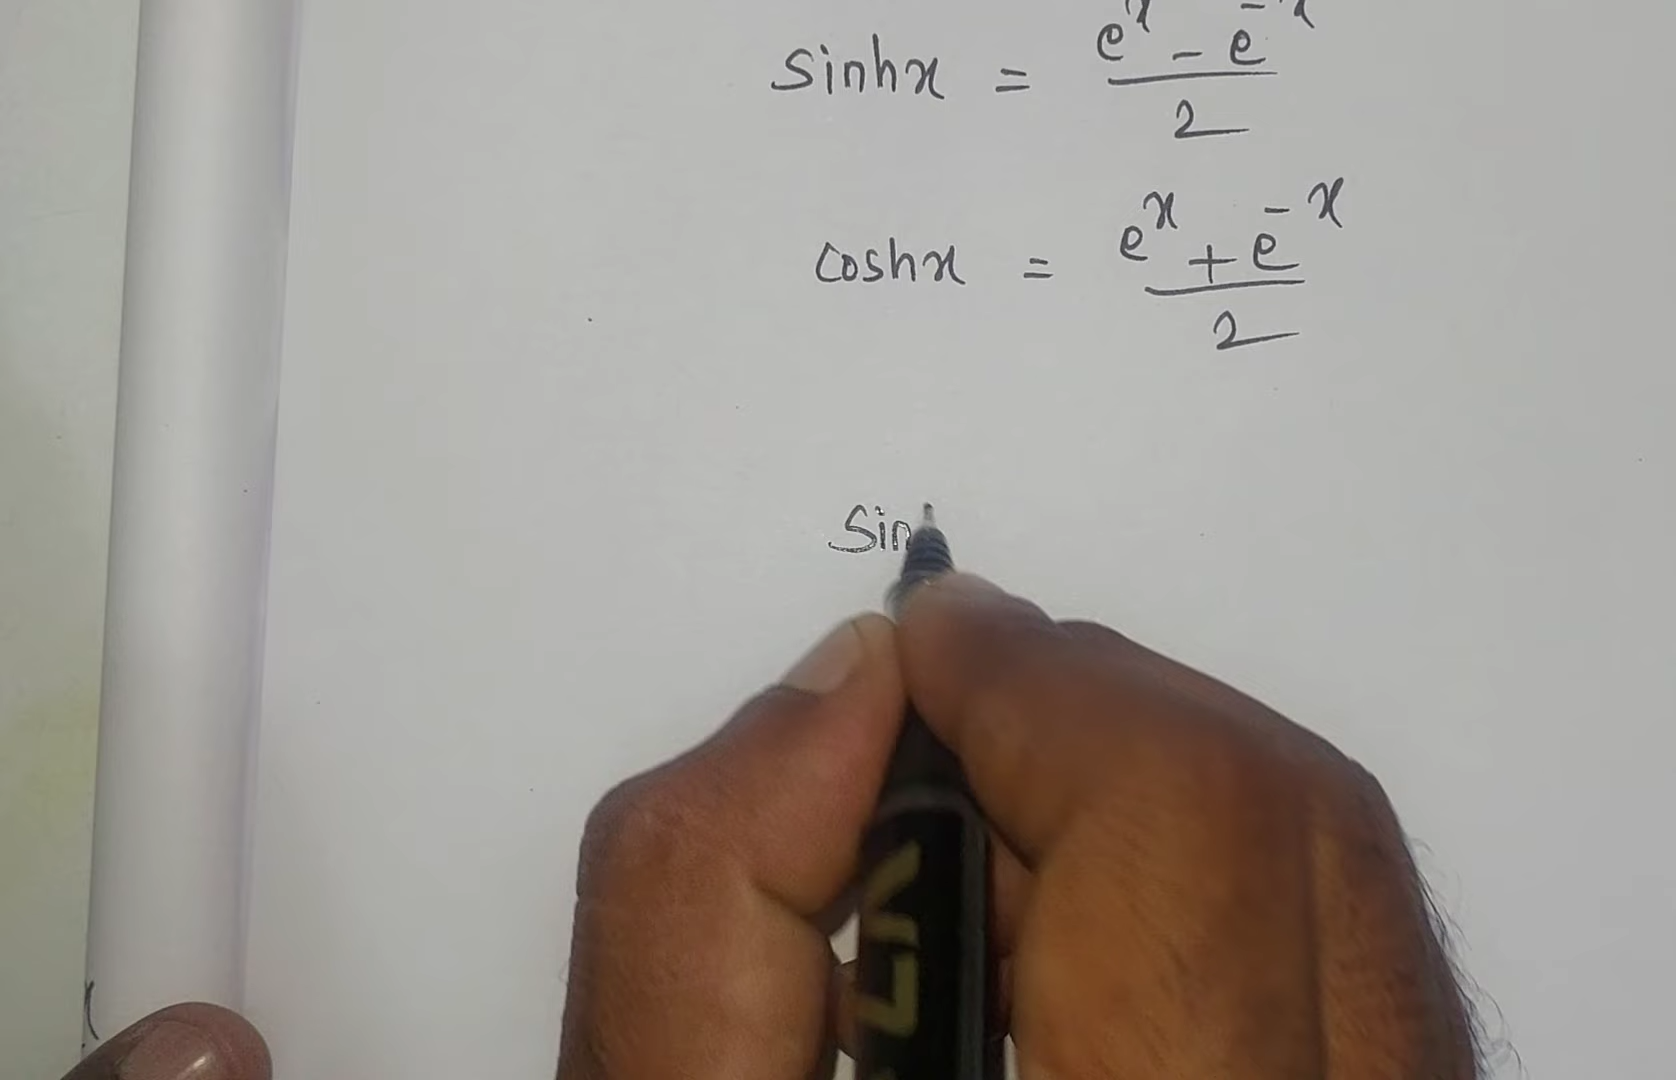 sinhx = e^x - e^-x / 2
coshx = e^x + e^-x / 2
Sin